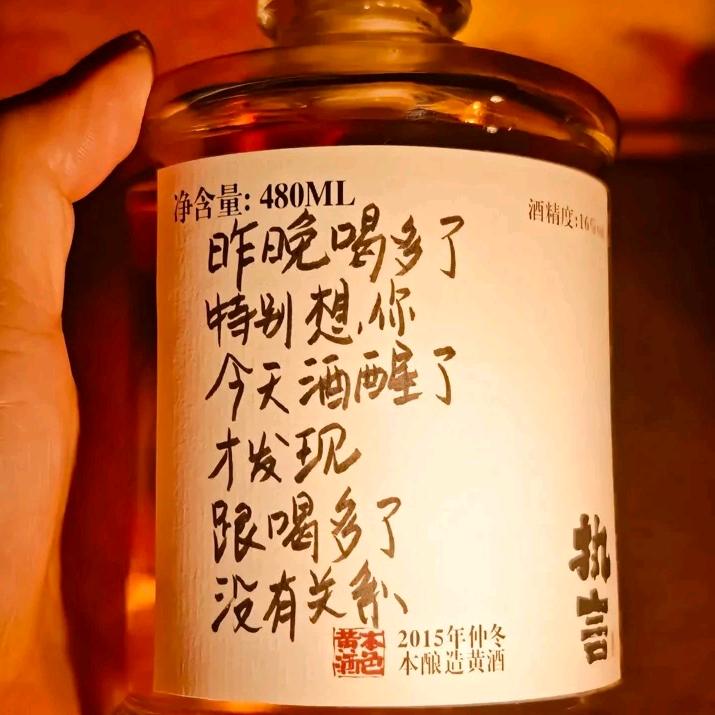 净含量: 480ML
酒精度:16%vol
昨晚喝多了
特别想你
今天酒醒了
才发现
跟喝多了
没有关系
执言
本色
黄酒
2015年仲冬
本酿造黄酒